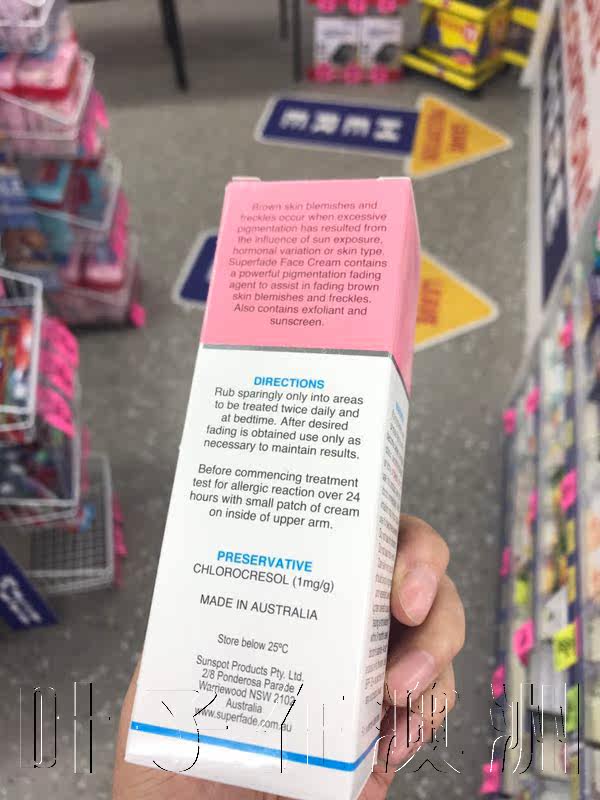 HERE
Brown skin blemishes and
freckles occur when excessive
pigmentation has resulted from
the influence of sun exposure,
hormonal variation or skin type.
Superfade Face Cream contains
a powerful pigmentation fading
agent to assist in fading brown
skin blemishes and freckles.
Also contains exfoliant and
sunscreen.
DIRECTIONS
Rub sparingly only into areas
to be treated twice daily and
at bedtime. After desired
fading is obtained use only as
necessary to maintain results.
Before commencing treatment
test for allergic reaction over 24
hours with small patch of cream
on inside of upper arm.
PRESERVATIVE
CHLOROCRESOL (1mg/g)
MADE IN AUSTRALIA
Store below 25ºC
Sunspot Products Pty. Ltd.
2/8 Ponderosa Parade
Warriewood NSW 2102
Australia
www.superfade.com.au
叶子在澳洲